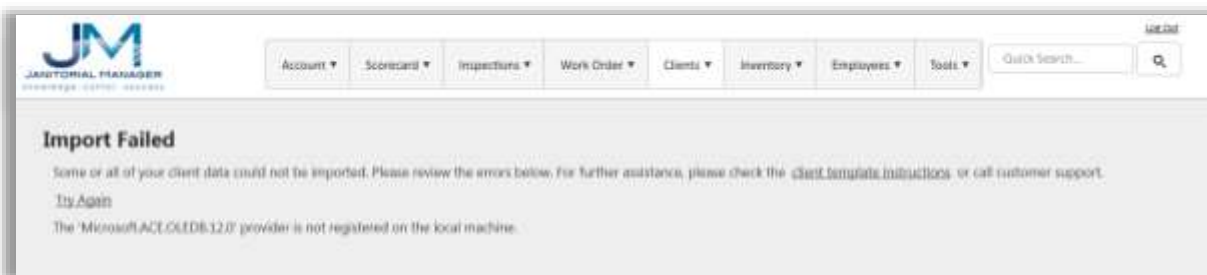 JM
JANITORIAL MANAGER
knowledge · control · success
Log Out
Account ▼ Scorecard ▼ Inspections ▼ Work Order ▼ Clients ▼ Inventory ▼ Employees ▼ Tools ▼ Quick Search...
Import Failed
Some or all of your client data could not be imported. Please review the errors below. For further assistance, please check the client template instructions or call customer support.
Try Again
The 'Microsoft.ACE.OLEDB.12.0' provider is not registered on the local machine.